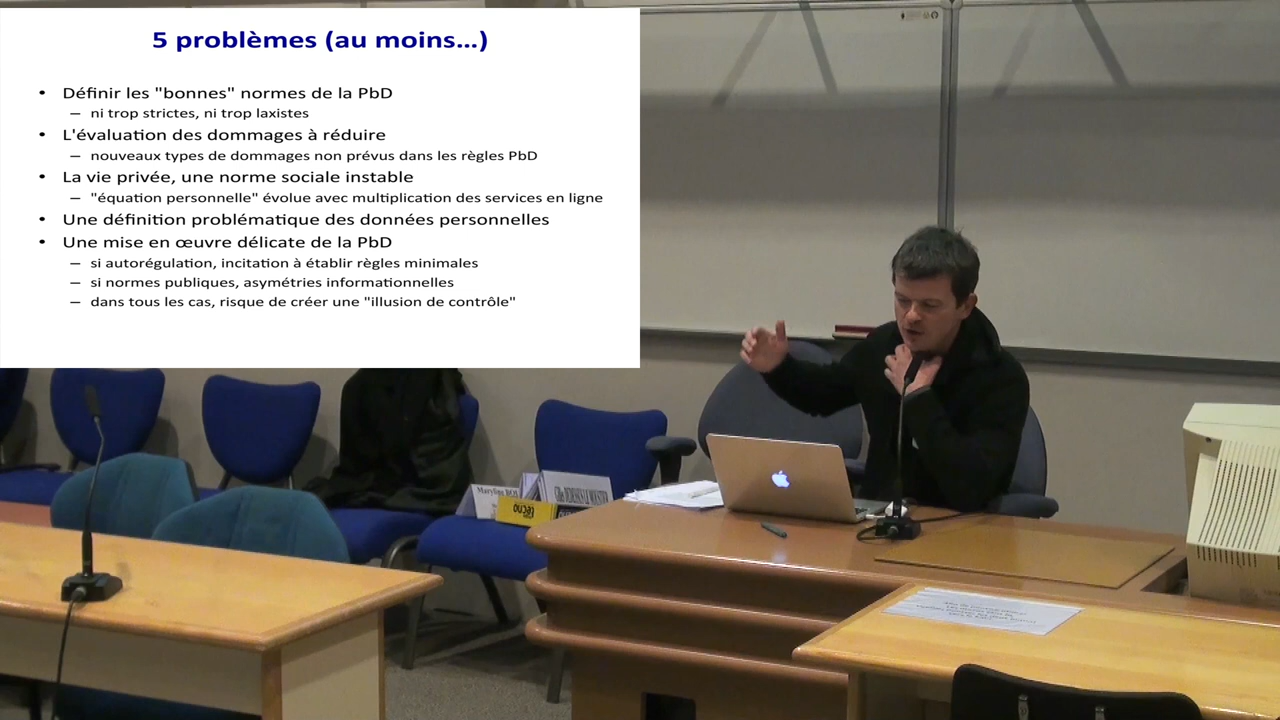 5 problèmes (au moins...)
• Définir les "bonnes" normes de la PbD
– ni trop strictes, ni trop laxistes
• L'évaluation des dommages à réduire
– nouveaux types de dommages non prévus dans les règles PbD
• La vie privée, une norme sociale instable
– "équation personnelle" évolue avec multiplication des services en ligne
• Une définition problématique des données personnelles
• Une mise en œuvre délicate de la PbD
– si autorégulation, incitation à établir règles minimales
– si normes publiques, asymétries informationnelles
– dans tous les cas, risque de créer une "illusion de contrôle"
Maryline